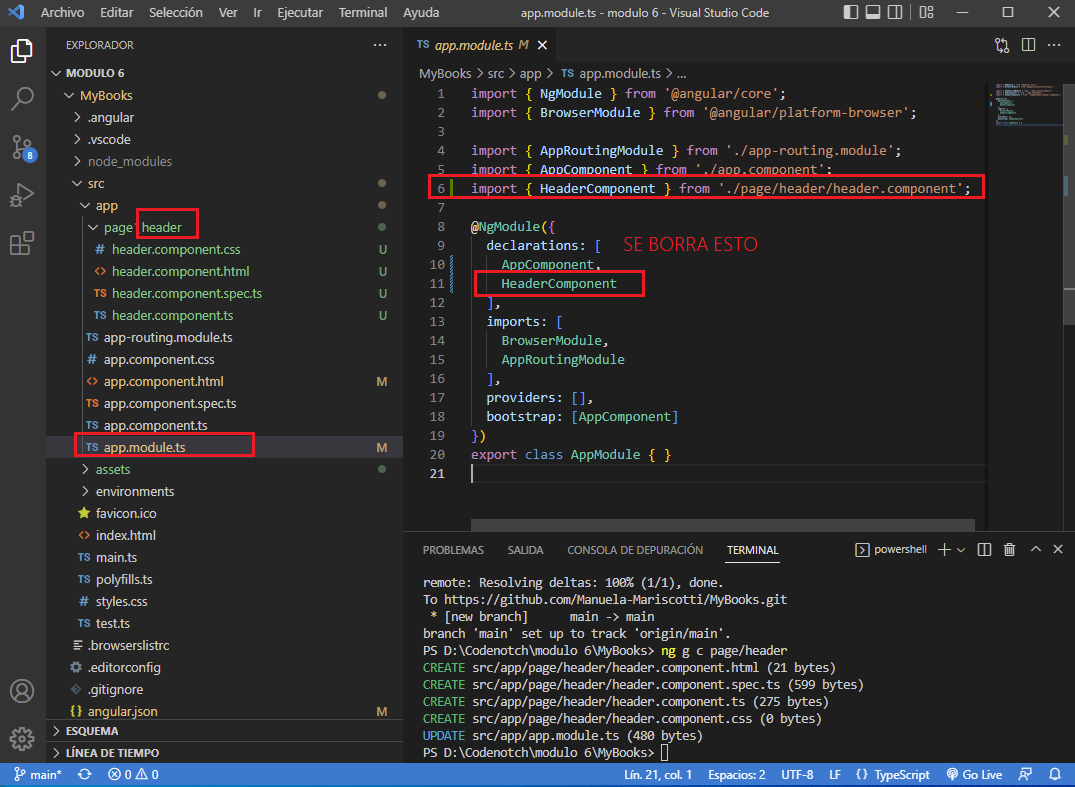 Archivo Editar Selección Ver Ir Ejecutar Terminal Ayuda app.module.ts - modulo 6 - Visual Studio Code
EXPLORADOR ...
MODULO 6
MyBooks
.angular
.vscode
node_modules
src
app
page header
# header.component.css U
<> header.component.html U
TS header.component.spec.ts U
TS header.component.ts U
TS app-routing.module.ts
# app.component.css
<> app.component.html M
TS app.component.spec.ts
TS app.component.ts
TS app.module.ts M
assets
environments
favicon.ico
<> index.html
TS main.ts
TS polyfills.ts
# styles.css
TS test.ts
.browserslistrc
.editorconfig
.gitignore
{} angular.json M
ESQUEMA
LÍNEA DE TIEMPO
8
TS app.module.ts M
MyBooks > src > app > TS app.module.ts > ...
1 import { NgModule } from '@angular/core';
2 import { BrowserModule } from '@angular/platform-browser';
3
4 import { AppRoutingModule } from './app-routing.module';
5 import { AppComponent } from './app.component';
6 import { HeaderComponent } from './page/header/header.component';
7
8 @NgModule({
9 declarations: [ SE BORRA ESTO
10 AppComponent,
11 HeaderComponent
12 ],
13 imports: [
14 BrowserModule,
15 AppRoutingModule
16 ],
17 providers: [],
18 bootstrap: [AppComponent]
19 })
20 export class AppModule { }
21
PROBLEMAS SALIDA CONSOLA DE DEPURACIÓN TERMINAL powershell
remote: Resolving deltas: 100% (1/1), done.
To https://github.com/Manuela-Mariscotti/MyBooks.git
* [new branch] main -> main
branch 'main' set up to track 'origin/main'.
PS D:\Codenotch\modulo 6\MyBooks> ng g c page/header
CREATE src/app/page/header/header.component.html (21 bytes)
CREATE src/app/page/header/header.component.spec.ts (599 bytes)
CREATE src/app/page/header/header.component.ts (275 bytes)
CREATE src/app/page/header/header.component.css (0 bytes)
UPDATE src/app/app.module.ts (480 bytes)
PS D:\Codenotch\modulo 6\MyBooks>
main* 0 0 Lín. 21, col. 1 Espacios: 2 UTF-8 LF {} TypeScript Go Live